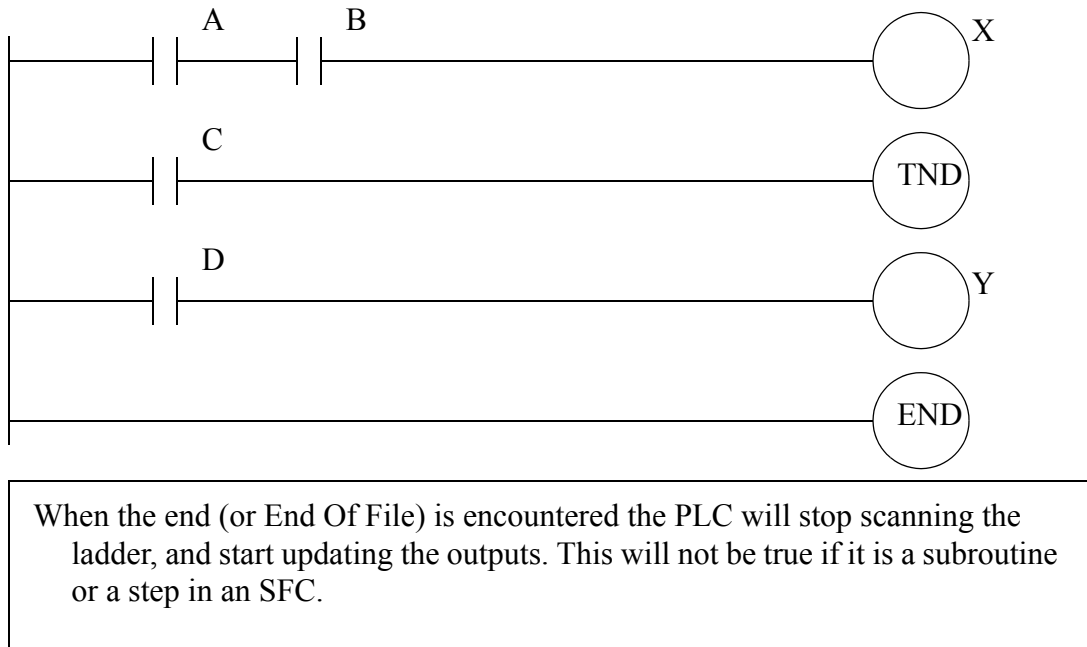 A B X
C TND
D Y
END
When the end (or End Of File) is encountered the PLC will stop scanning the
ladder, and start updating the outputs. This will not be true if it is a subroutine
or a step in an SFC.